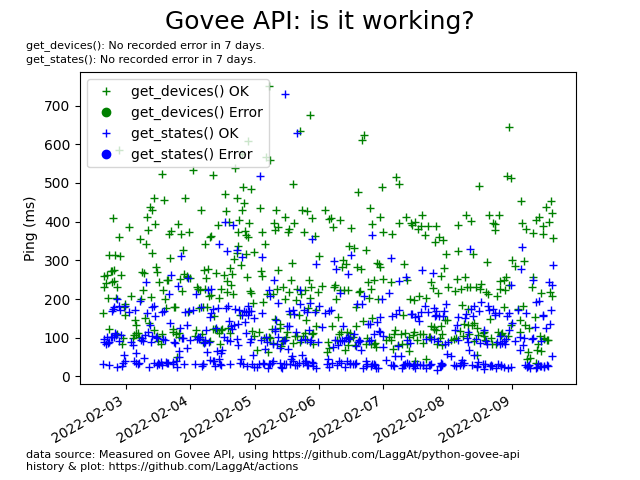 Govee API: is it working?
get_devices(): No recorded error in 7 days.
get_states(): No recorded error in 7 days.
get_devices() OK
get_devices() Error
get_states() OK
get_states() Error
Ping (ms)
700
600
500
400
300
200
100
0
2022-02-03
2022-02-04
2022-02-05
2022-02-06
2022-02-07
2022-02-08
2022-02-09
data source: Measured on Govee API, using https://github.com/LaggAt/python-govee-api
history & plot: https://github.com/LaggAt/actions